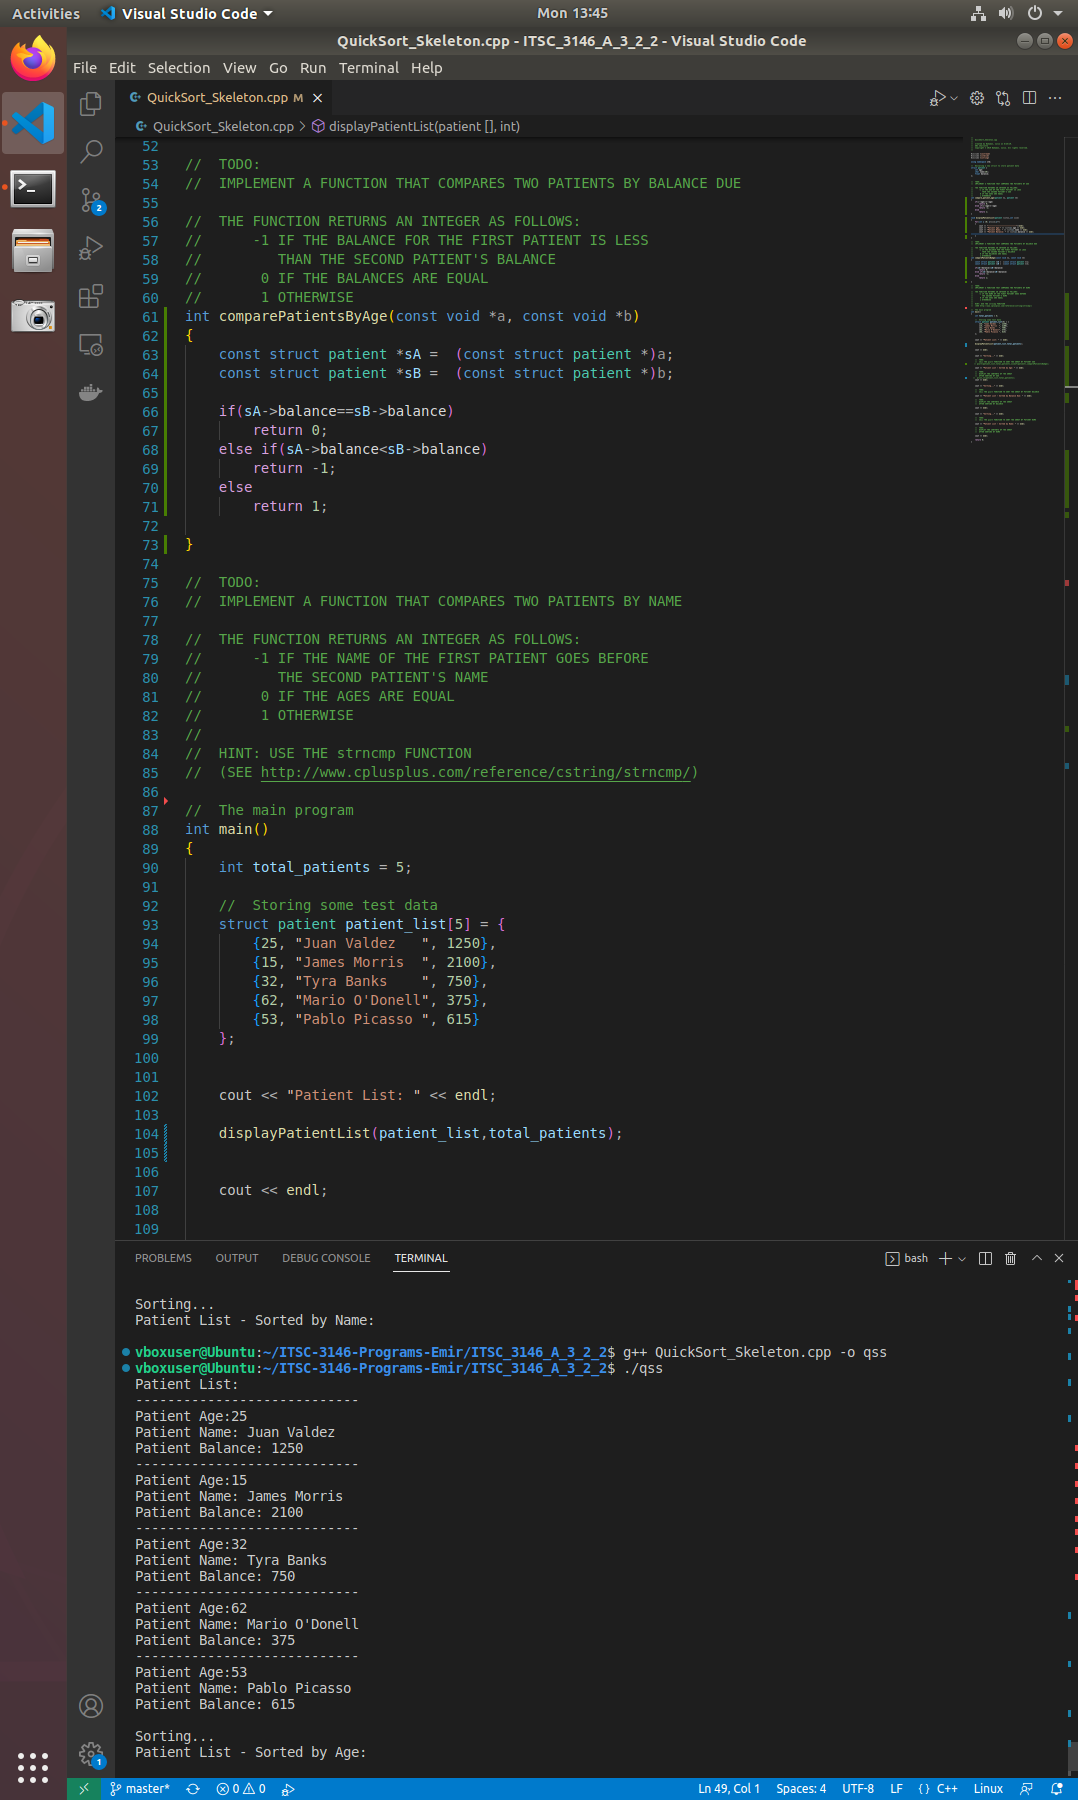 Activities
Visual Studio Code
Mon 13:45
QuickSort_Skeleton.cpp - ITSC_3146_A_3_2_2 - Visual Studio Code
File Edit Selection View Go Run Terminal Help
QuickSort_Skeleton.cpp M
QuickSort_Skeleton.cpp > displayPatientList(patient [], int)
52
53 // TODO:
54 // IMPLEMENT A FUNCTION THAT COMPARES TWO PATIENTS BY BALANCE DUE
55
56 // THE FUNCTION RETURNS AN INTEGER AS FOLLOWS:
57 // -1 IF THE BALANCE FOR THE FIRST PATIENT IS LESS
58 // THAN THE SECOND PATIENT'S BALANCE
59 // 0 IF THE BALANCES ARE EQUAL
60 // 1 OTHERWISE
61 int comparePatientsByAge(const void *a, const void *b)
62 {
63 const struct patient *sA = (const struct patient *)a;
64 const struct patient *sB = (const struct patient *)b;
65
66 if(sA->balance==sB->balance)
67 return 0;
68 else if(sA->balance<sB->balance)
69 return -1;
70 else
71 return 1;
72
73 }
74
75 // TODO:
76 // IMPLEMENT A FUNCTION THAT COMPARES TWO PATIENTS BY NAME
77
78 // THE FUNCTION RETURNS AN INTEGER AS FOLLOWS:
79 // -1 IF THE NAME OF THE FIRST PATIENT GOES BEFORE
80 // THE SECOND PATIENT'S NAME
81 // 0 IF THE AGES ARE EQUAL
82 // 1 OTHERWISE
83 //
84 // HINT: USE THE strncmp FUNCTION
85 // (SEE http://www.cplusplus.com/reference/cstring/strncmp/)
86
87 // The main program
88 int main()
89 {
90 int total_patients = 5;
91
92 // Storing some test data
93 struct patient patient_list[5] = {
94 {25, "Juan Valdez   ", 1250},
95 {15, "James Morris  ", 2100},
96 {32, "Tyra Banks    ", 750},
97 {62, "Mario O'Donell", 375},
98 {53, "Pablo Picasso ", 615}
99 };
100
101
102 cout << "Patient List: " << endl;
103
104 displayPatientList(patient_list,total_patients);
105
106
107 cout << endl;
108
109
PROBLEMS OUTPUT DEBUG CONSOLE TERMINAL
bash
Sorting...
Patient List - Sorted by Name:
vboxuser@Ubuntu:~/ITSC-3146-Programs-Emir/ITSC_3146_A_3_2_2$ g++ QuickSort_Skeleton.cpp -o qss
vboxuser@Ubuntu:~/ITSC-3146-Programs-Emir/ITSC_3146_A_3_2_2$ ./qss
Patient List:
----------------------------
Patient Age:25
Patient Name: Juan Valdez
Patient Balance: 1250
----------------------------
Patient Age:15
Patient Name: James Morris
Patient Balance: 2100
----------------------------
Patient Age:32
Patient Name: Tyra Banks
Patient Balance: 750
----------------------------
Patient Age:62
Patient Name: Mario O'Donell
Patient Balance: 375
----------------------------
Patient Age:53
Patient Name: Pablo Picasso
Patient Balance: 615
Sorting...
Patient List - Sorted by Age:
master* 0 0 Ln 49, Col 1 Spaces: 4 UTF-8 LF {} C++ Linux